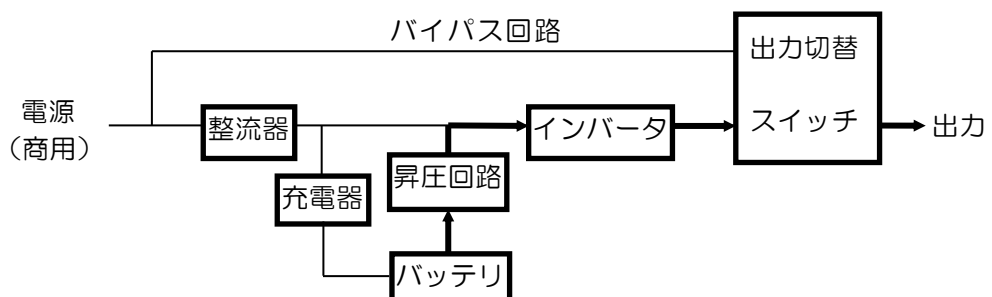 バイパス回路
出力切替
スイッチ
電源
（商用）
整流器
インバータ
出力
昇圧回路
充電器
バッテリ